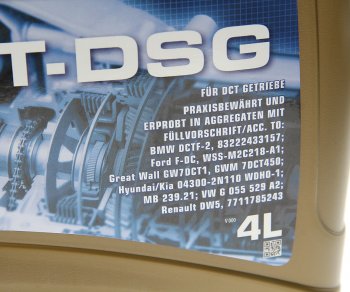 T-DSG
FÜR DCT GETRIEBE
PRAXISBEWÄHRT UND
ERPROBT IN AGGREGATEN MIT
FÜLLVORSCHRIFT/ACC. TO:
BMW DCTF-2, 83222433157;
Ford F-DC, WSS-M2C218-A1;
Great Wall GW7DCT1, GWM 7DCT450;
Hyundai/Kia 04300-2N110 WDHO-1;
MB 239.21; VW G 055 529 A2;
Renault DW5, 7711785243
4L